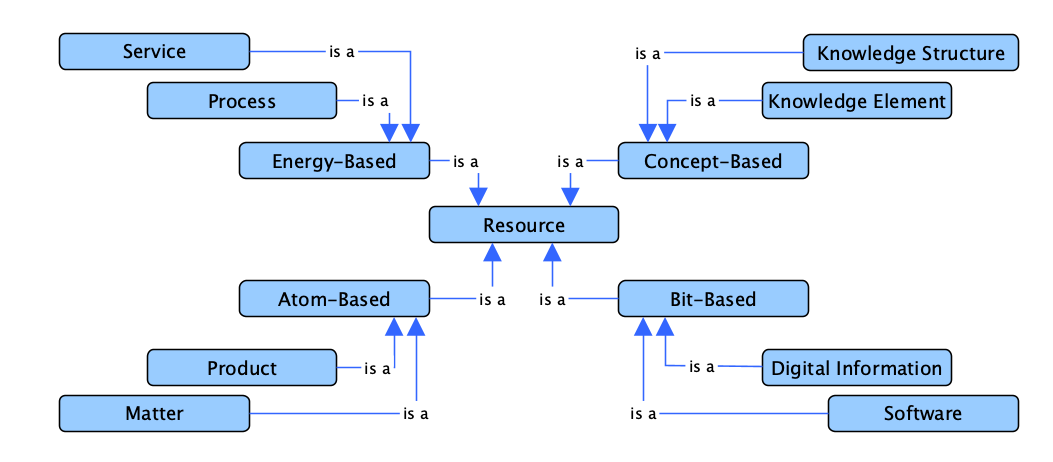 Service
is a
is a
Knowledge Structure
Process
is a
is a
Knowledge Element
Energy-Based
is a
is a
Concept-Based
Resource
Atom-Based
is a
is a
Bit-Based
Product
is a
is a
Digital Information
Matter
is a
is a
Software